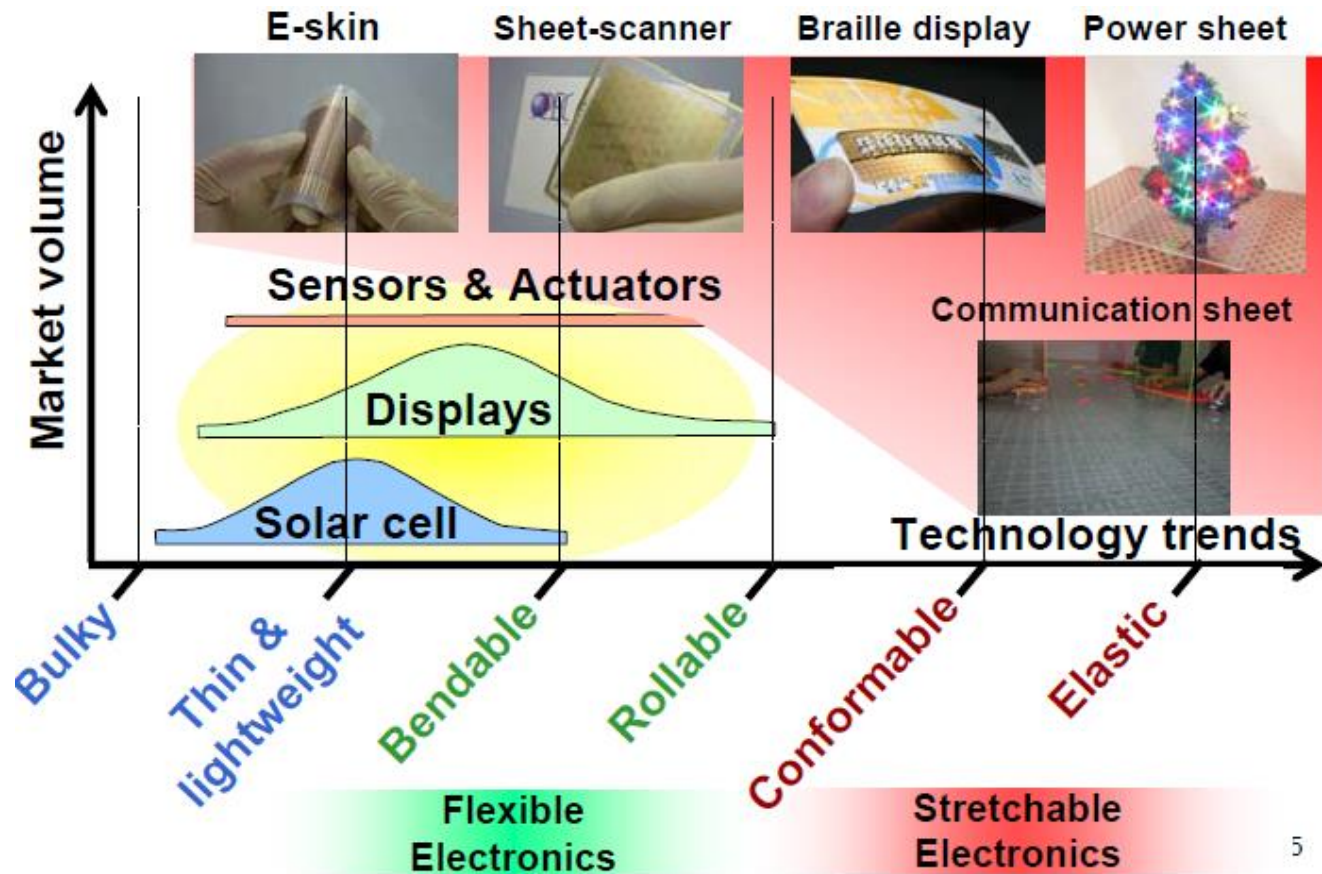 E-skin
Sheet-scanner
Braille display
Power sheet
Market volume
Sensors & Actuators
Communication sheet
Displays
Solar cell
Technology trends
Bulky
Thin &
lightweight
Bendable
Rollable
Conformable
Elastic
Flexible
Electronics
Stretchable
Electronics
5